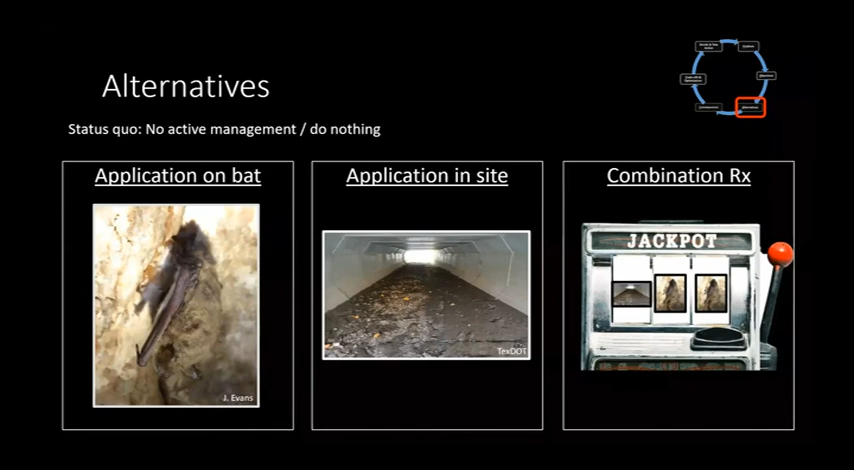 Alternatives
Status quo: No active management / do nothing
Application on bat
Application in site
Combination Rx
JACKPOT
TexDOT
J. Evans